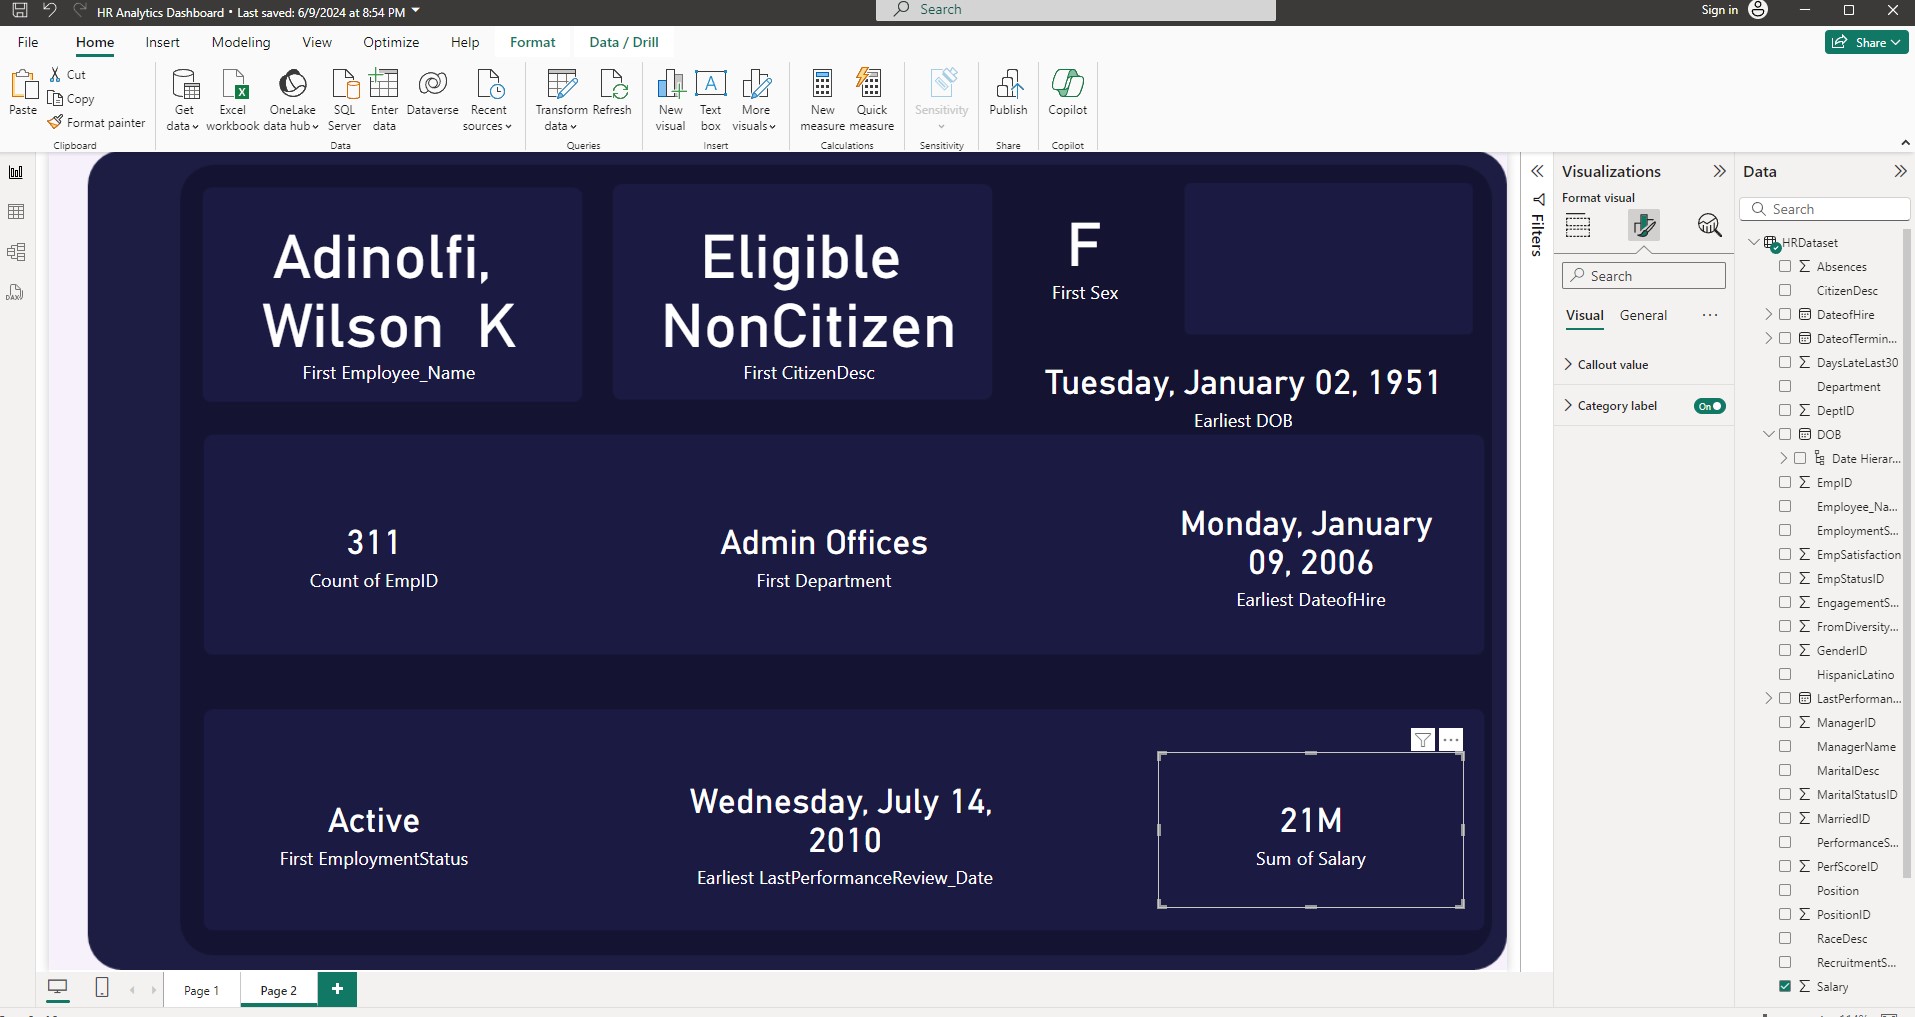 HR Analytics Dashboard • Last saved: 6/9/2024 at 8:54 PM
Search
Sign in
File Home Insert Modeling View Optimize Help Format Data / Drill
Share
Paste
Cut
Copy
Format painter
Clipboard
Get data
Excel workbook
OneLake data hub
SQL Server
Enter data
Dataverse
Recent sources
Data
Transform data
Refresh
Queries
New visual
Text box
More visuals
Insert
New measure
Quick measure
Calculations
Sensitivity
Sensitivity
Publish
Share
Copilot
Copilot
Adinolfi,
Wilson K
First Employee_Name
Eligible
NonCitizen
First CitizenDesc
F
First Sex
Tuesday, January 02, 1951
Earliest DOB
311
Count of EmpID
Admin Offices
First Department
Monday, January
09, 2006
Earliest DateofHire
Active
First EmploymentStatus
Wednesday, July 14,
2010
Earliest LastPerformanceReview_Date
21M
Sum of Salary
Page 1
Page 2
Filters
Visualizations
Format visual
Search
Visual General
Callout value
Category label On
Data
Search
HRDataset
Absences
CitizenDesc
DateofHire
DateofTermin...
DaysLateLast30
Department
DeptID
DOB
Date Hierar...
EmpID
Employee_Na...
EmploymentS...
EmpSatisfaction
EmpStatusID
EngagementS...
FromDiversity...
GenderID
HispanicLatino
LastPerforman...
ManagerID
ManagerName
MaritalDesc
MaritalStatusID
MarriedID
PerformanceS...
PerfScoreID
Position
PositionID
RaceDesc
RecruitmentS...
Salary